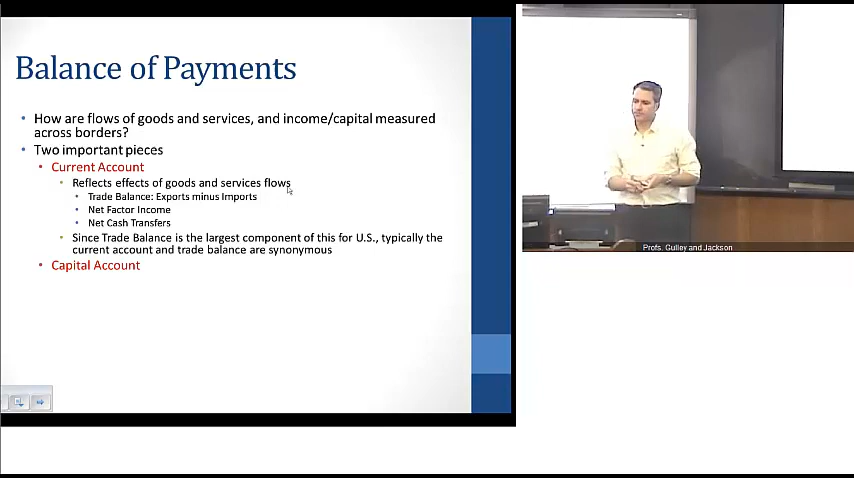 Balance of Payments
• How are flows of goods and services, and income/capital measured
across borders?
• Two important pieces
• Current Account
• Reflects effects of goods and services flows
• Trade Balance: Exports minus Imports
• Net Factor Income
• Net Cash Transfers
• Since Trade Balance is the largest component of this for U.S., typically the
current account and trade balance are synonymous
• Capital Account
Profs. Gulley and Jackson